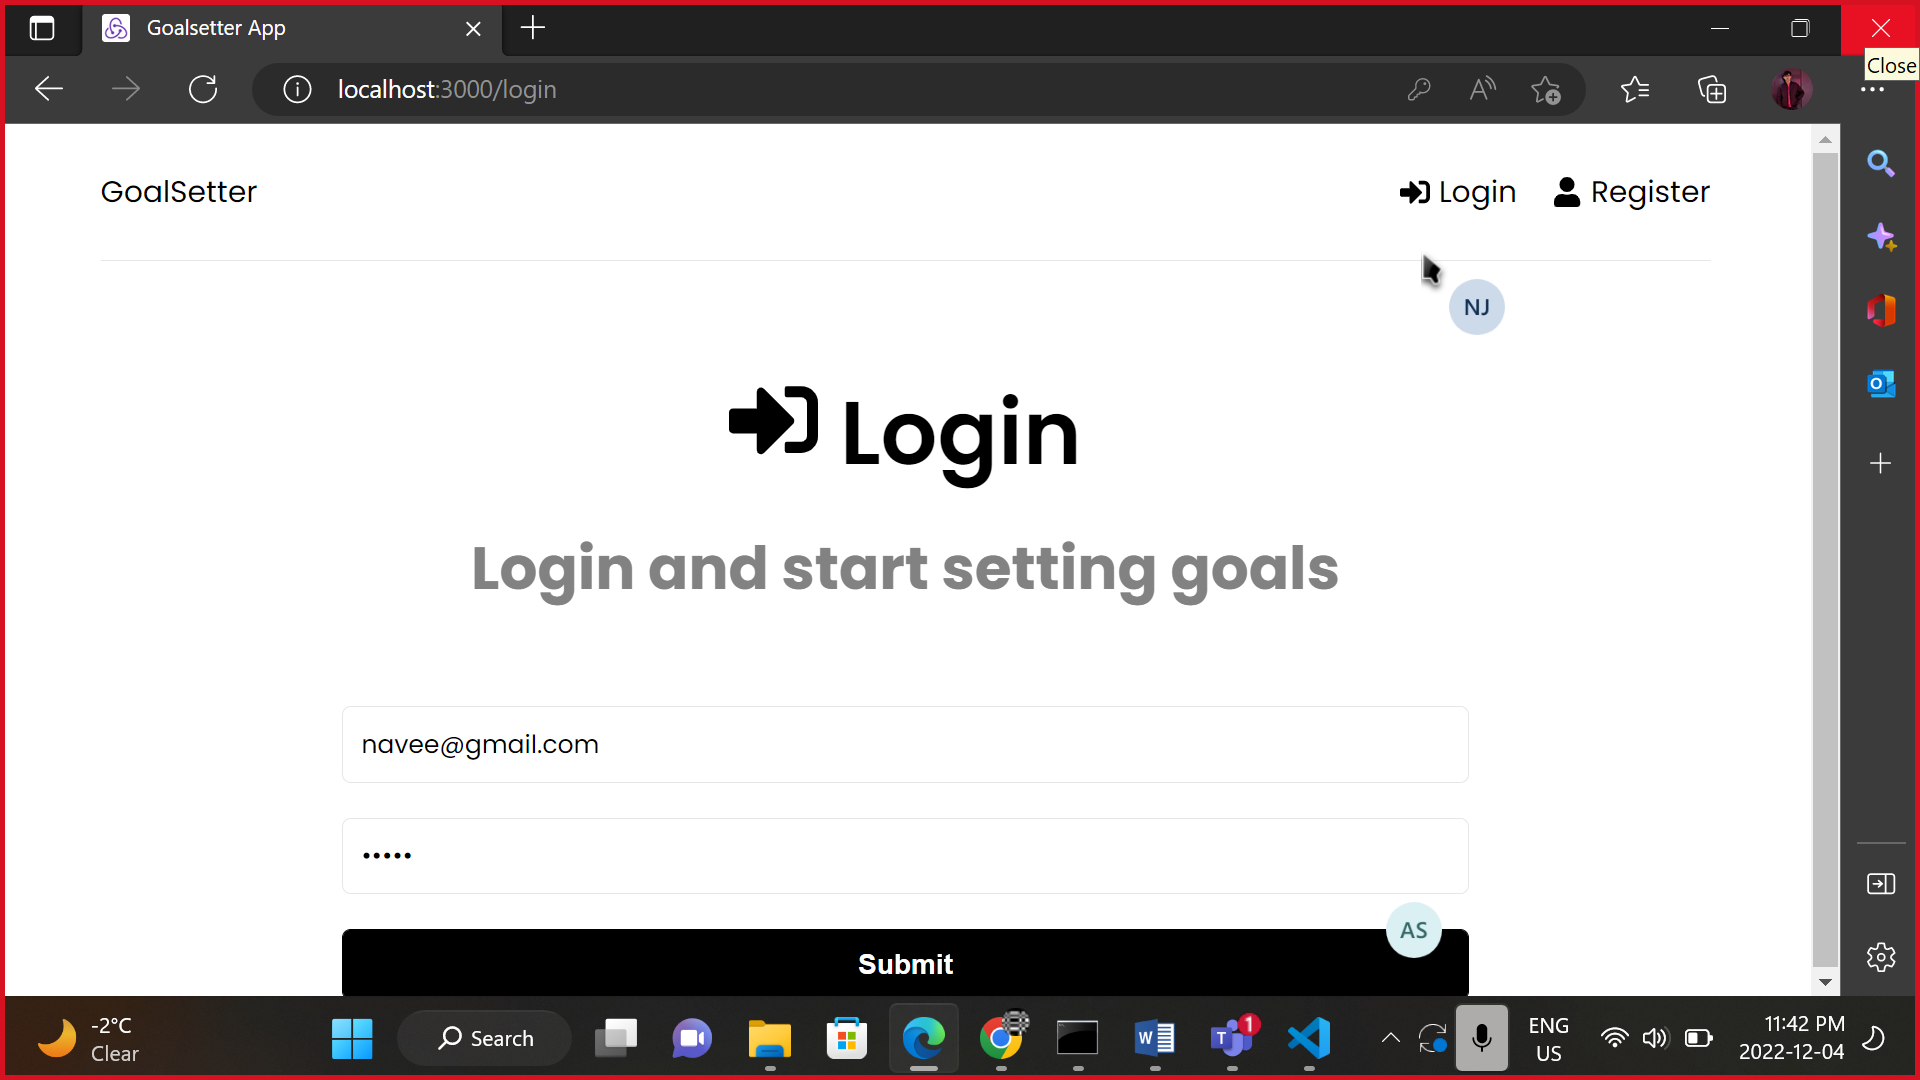 Goalsetter App
Close
localhost:3000/login
GoalSetter
Login
Register
NJ
Login
Login and start setting goals
navee@gmail.com
•••••
AS
Submit
-2°C
Clear
Search
1
ENG
US
11:42 PM
2022-12-04